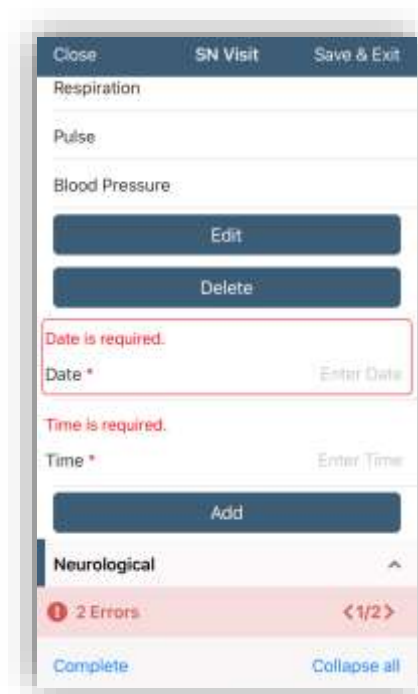 Close SN Visit Save & Exit
Respiration
Pulse
Blood Pressure
Edit
Delete
Date is required.
Date * Enter Date
Time is required.
Time * Enter Time
Add
Neurological
2 Errors <1/2>
Complete Collapse all